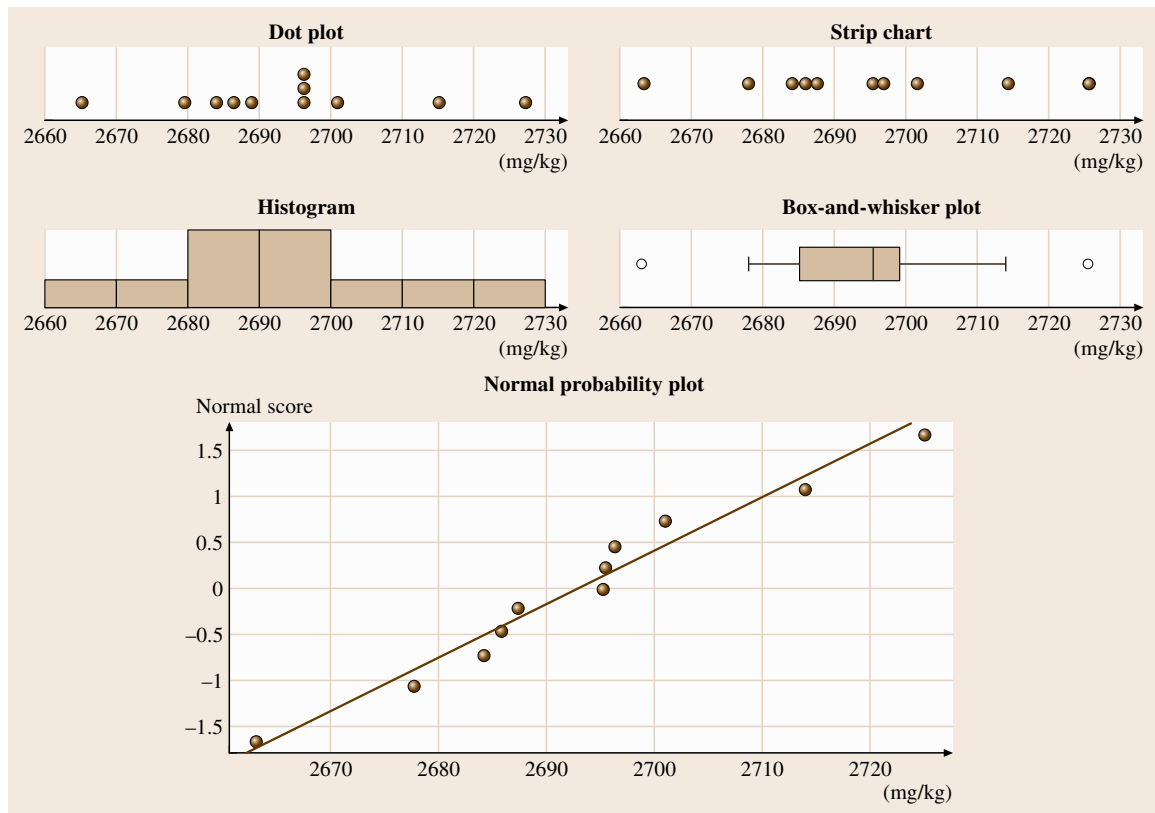 Dot plot
2660 2670 2680 2690 2700 2710 2720 2730
(mg/kg)
Strip chart
2660 2670 2680 2690 2700 2710 2720 2730
(mg/kg)
Histogram
2660 2670 2680 2690 2700 2710 2720 2730
(mg/kg)
Box-and-whisker plot
2660 2670 2680 2690 2700 2710 2720 2730
(mg/kg)
Normal probability plot
Normal score
1.5
1
0.5
0
–0.5
–1
–1.5
2670 2680 2690 2700 2710 2720
(mg/kg)